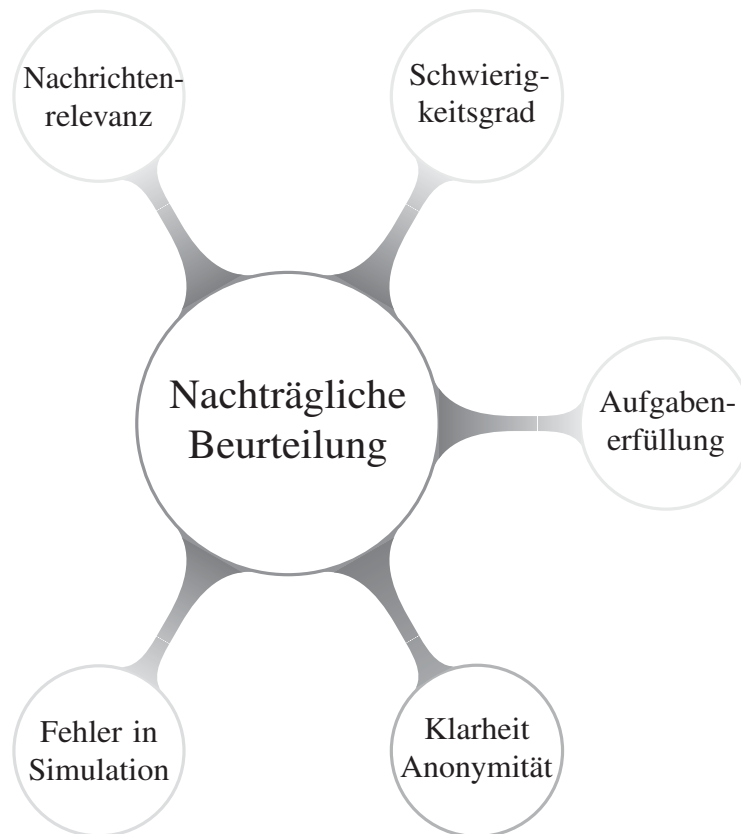 Nachrichten-
relevanz
Schwierig-
keitsgrad
Nachträgliche
Beurteilung
Aufgaben-
erfüllung
Fehler in
Simulation
Klarheit
Anonymität